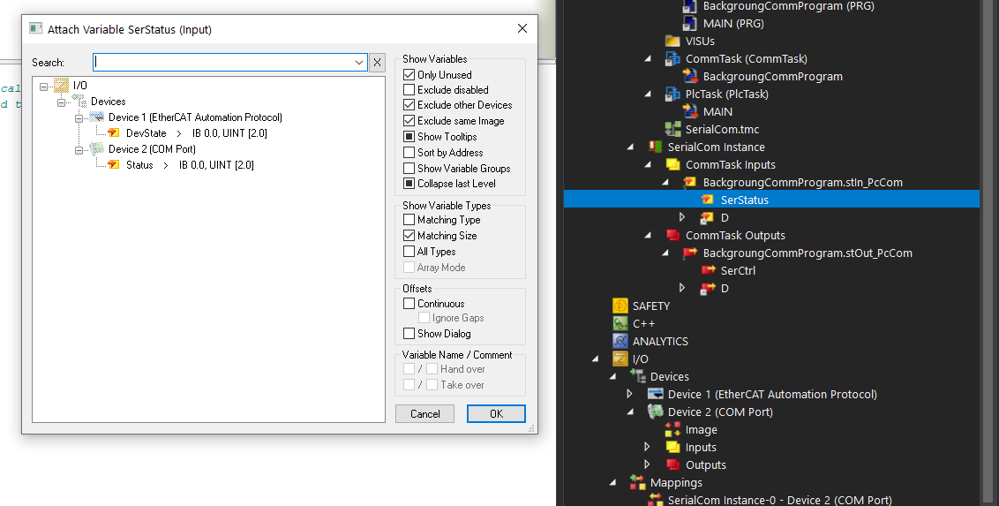 Attach Variable SerStatus (Input)
Search:
X
I/O
Devices
Device 1 (EtherCAT Automation Protocol)
DevState > IB 0.0, UINT [2.0]
Device 2 (COM Port)
Status > IB 0.0, UINT [2.0]
Show Variables
Only Unused
Exclude disabled
Exclude other Devices
Exclude same Image
Show Tooltips
Sort by Address
Show Variable Groups
Collapse last Level
Show Variable Types
Matching Type
Matching Size
All Types
Array Mode
Offsets
Continuous
Ignore Gaps
Show Dialog
Variable Name / Comment
/ Hand over
/ Take over
Cancel
OK
cal
d t
BackgroungCommProgram (PRG)
MAIN (PRG)
VISUs
CommTask (CommTask)
BackgroungCommProgram
PlcTask (PlcTask)
MAIN
SerialCom.tmc
SerialCom Instance
CommTask Inputs
BackgroungCommProgram.stIn_PcCom
SerStatus
D
CommTask Outputs
BackgroungCommProgram.stOut_PcCom
SerCtrl
D
SAFETY
C++
ANALYTICS
I/O
Devices
Device 1 (EtherCAT Automation Protocol)
Device 2 (COM Port)
Image
Inputs
Outputs
Mappings
SerialCom Instance-0 - Device 2 (COM Port)